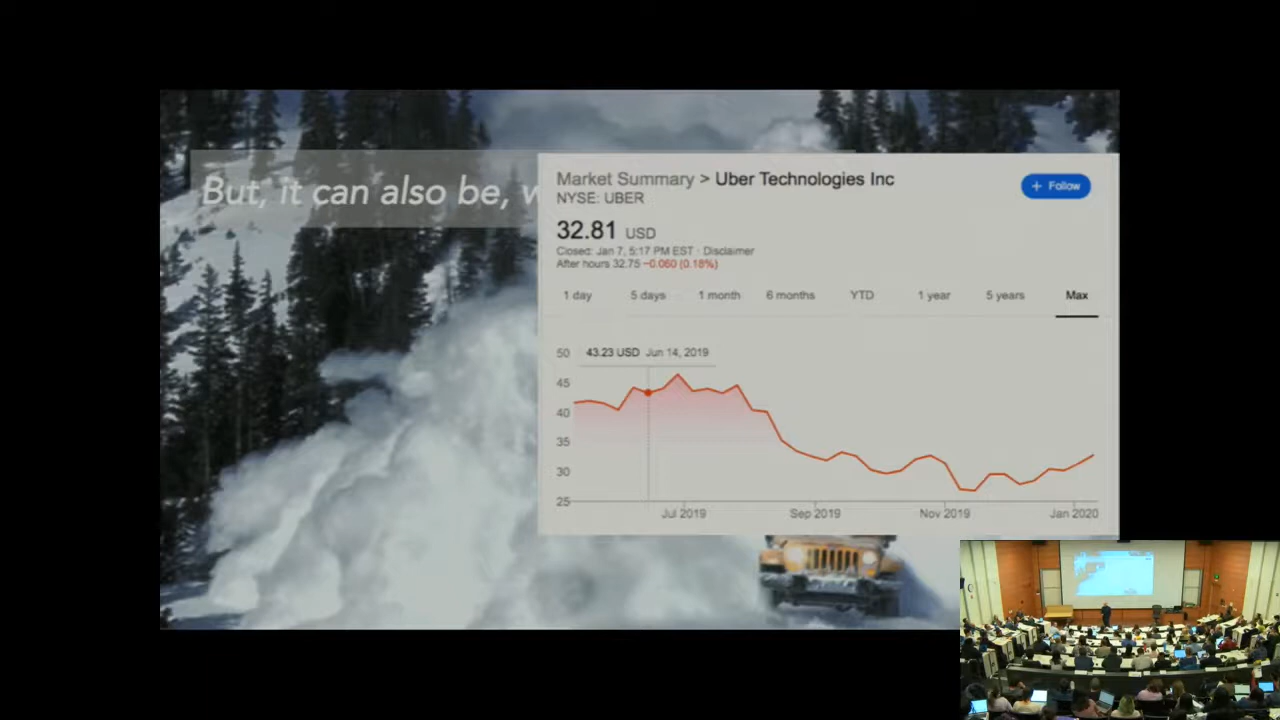 But, it can also be, w
Market Summary > Uber Technologies Inc
NYSE: UBER
+ Follow
32.81 USD
Closed: Jan 7, 5:17 PM EST · Disclaimer
After hours 32.75 −0.060 (0.18%)
1 day 5 days 1 month 6 months YTD 1 year 5 years Max
43.23 USD Jun 14, 2019
50
45
40
35
30
25
Jul 2019 Sep 2019 Nov 2019 Jan 2020